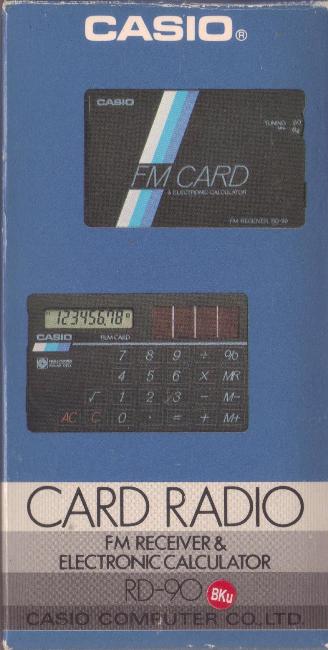 CASIO®
CASIO
TUNING
FM CARD
& ELECTRONIC CALCULATOR
FM RECEIVER RD-90
12345678
CASIO
FILM CARD
7 8 9 ÷ %
4 5 6 × MR
√ 1 2 3 − M−
AC C 0 · = + M+
CARD RADIO
FM RECEIVER &
ELECTRONIC CALCULATOR
RD-90 BKu
CASIO COMPUTER CO., LTD.